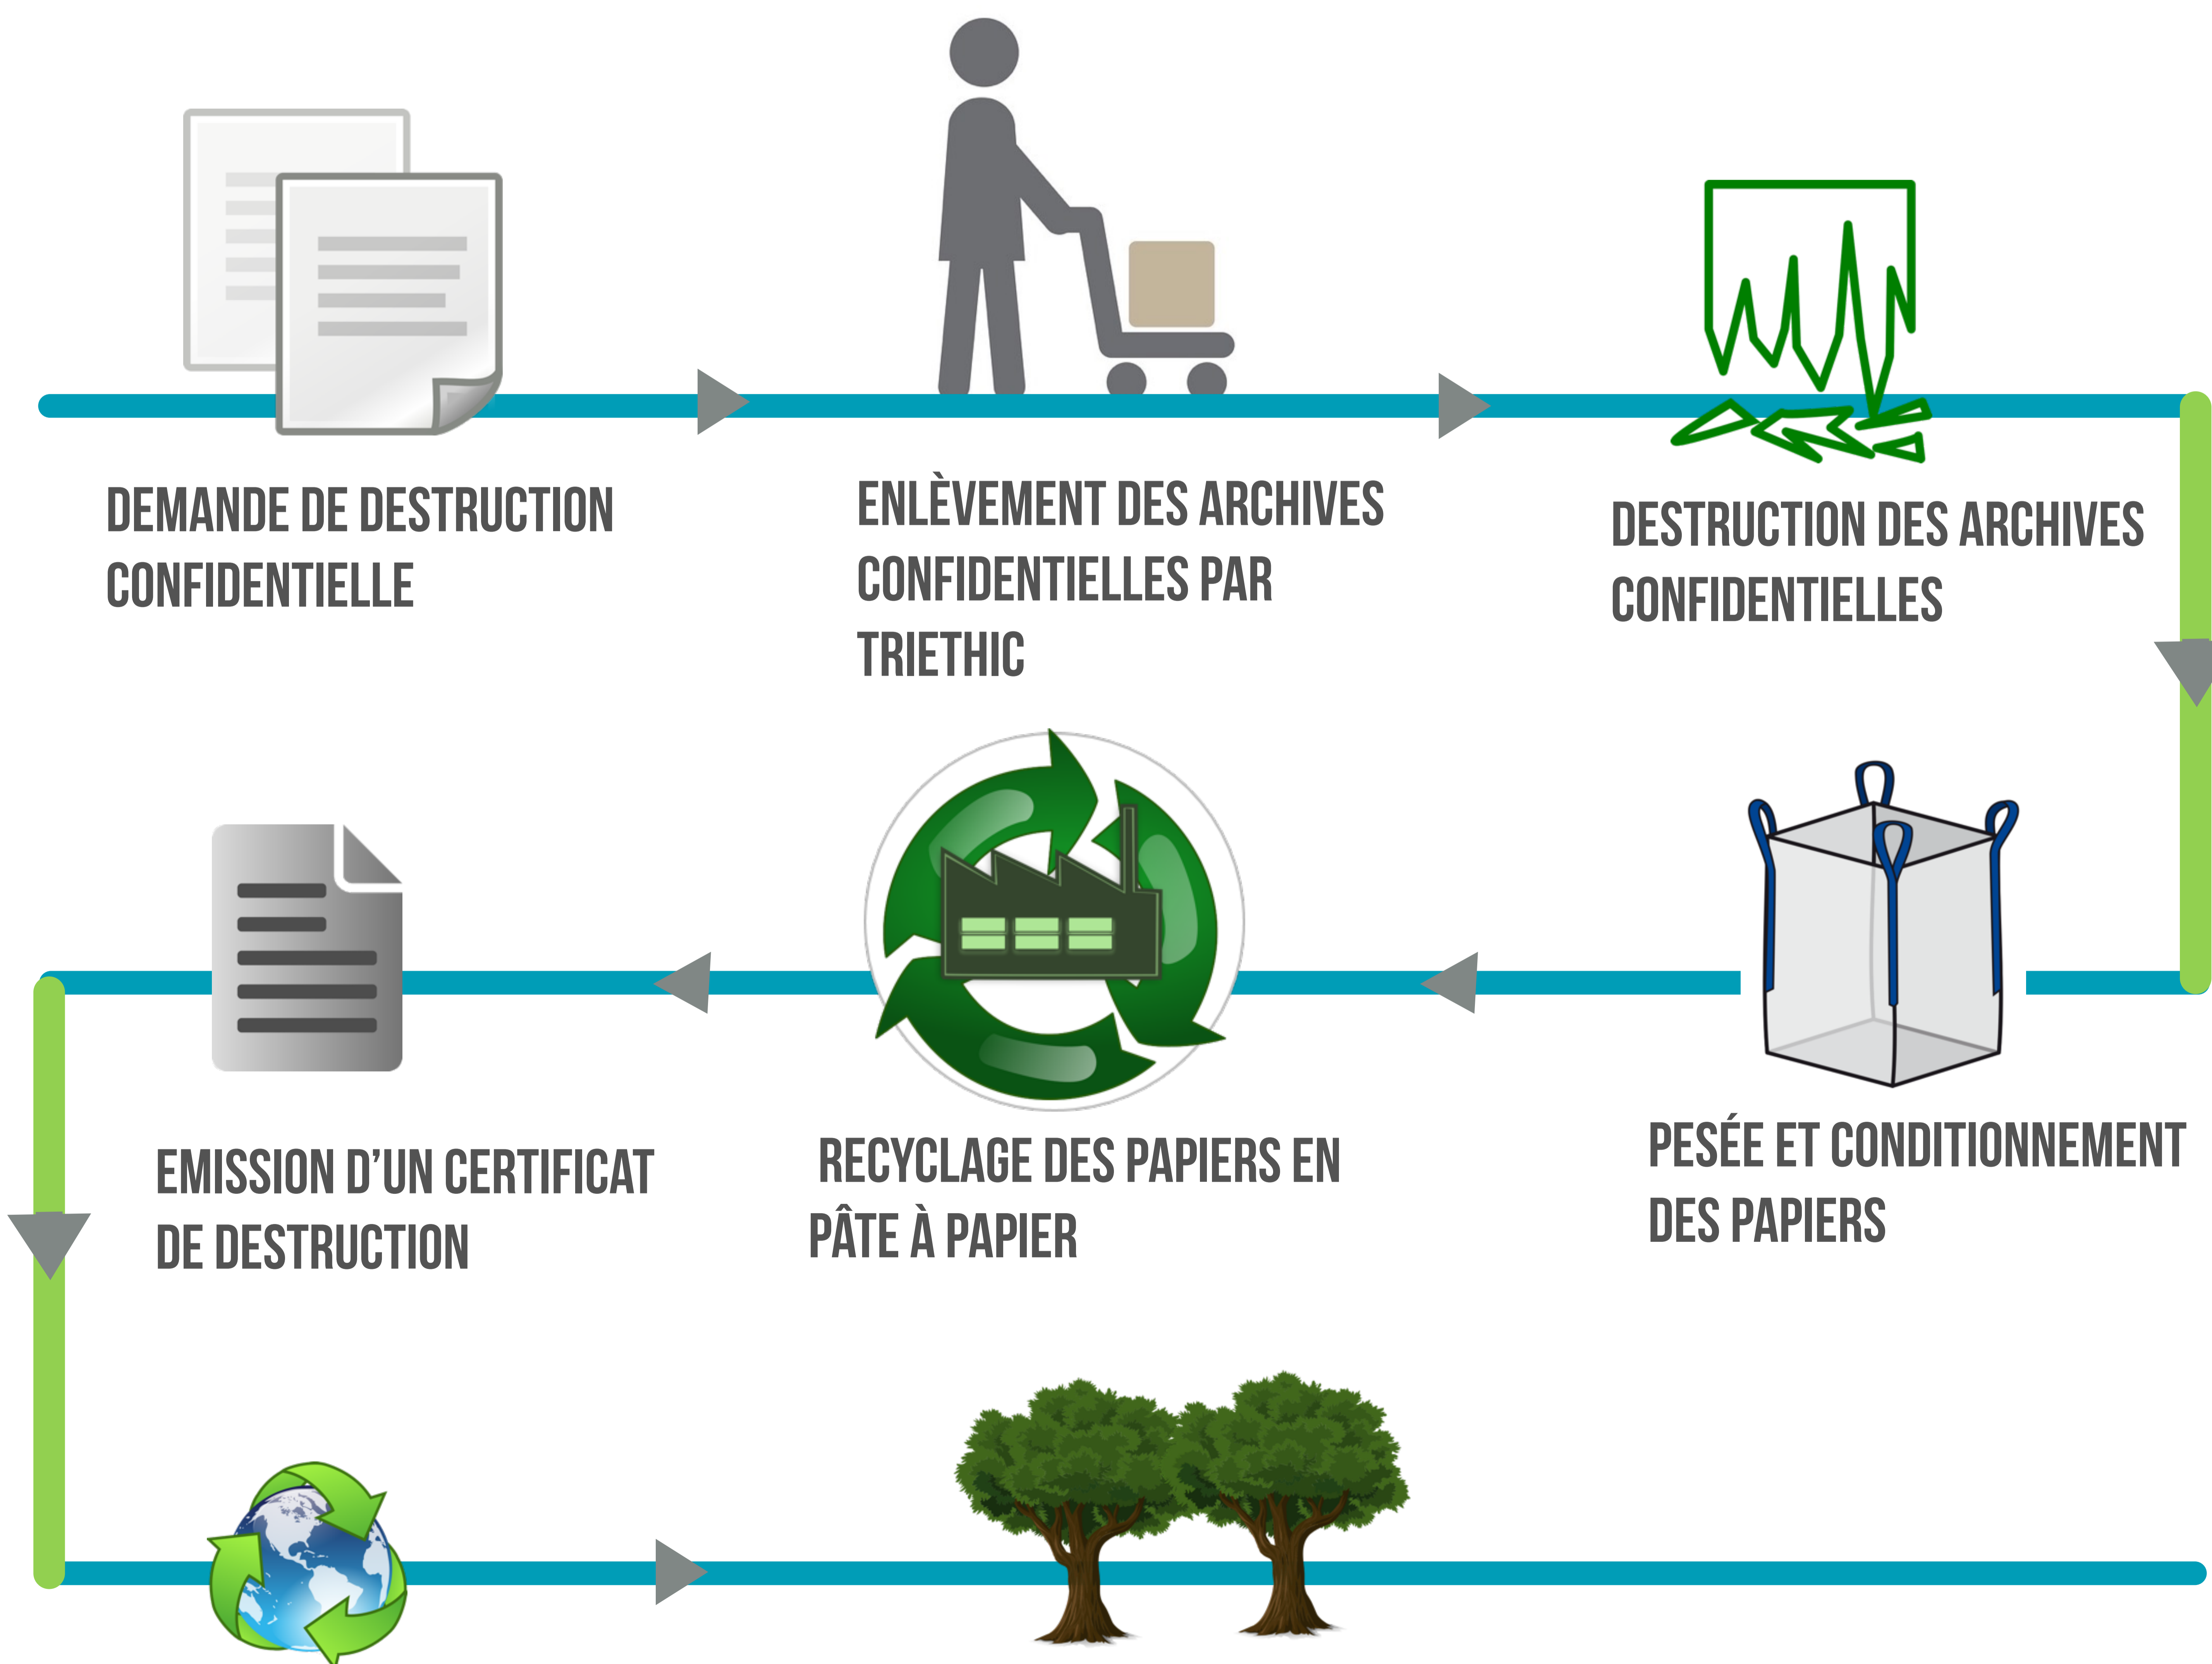 DEMANDE DE DESTRUCTION
CONFIDENTIELLE
ENLÈVEMENT DES ARCHIVES
CONFIDENTIELLES PAR
TRIETHIC
DESTRUCTION DES ARCHIVES
CONFIDENTIELLES
PESÉE ET CONDITIONNEMENT
DES PAPIERS
RECYCLAGE DES PAPIERS EN
PÂTE À PAPIER
EMISSION D’UN CERTIFICAT
DE DESTRUCTION